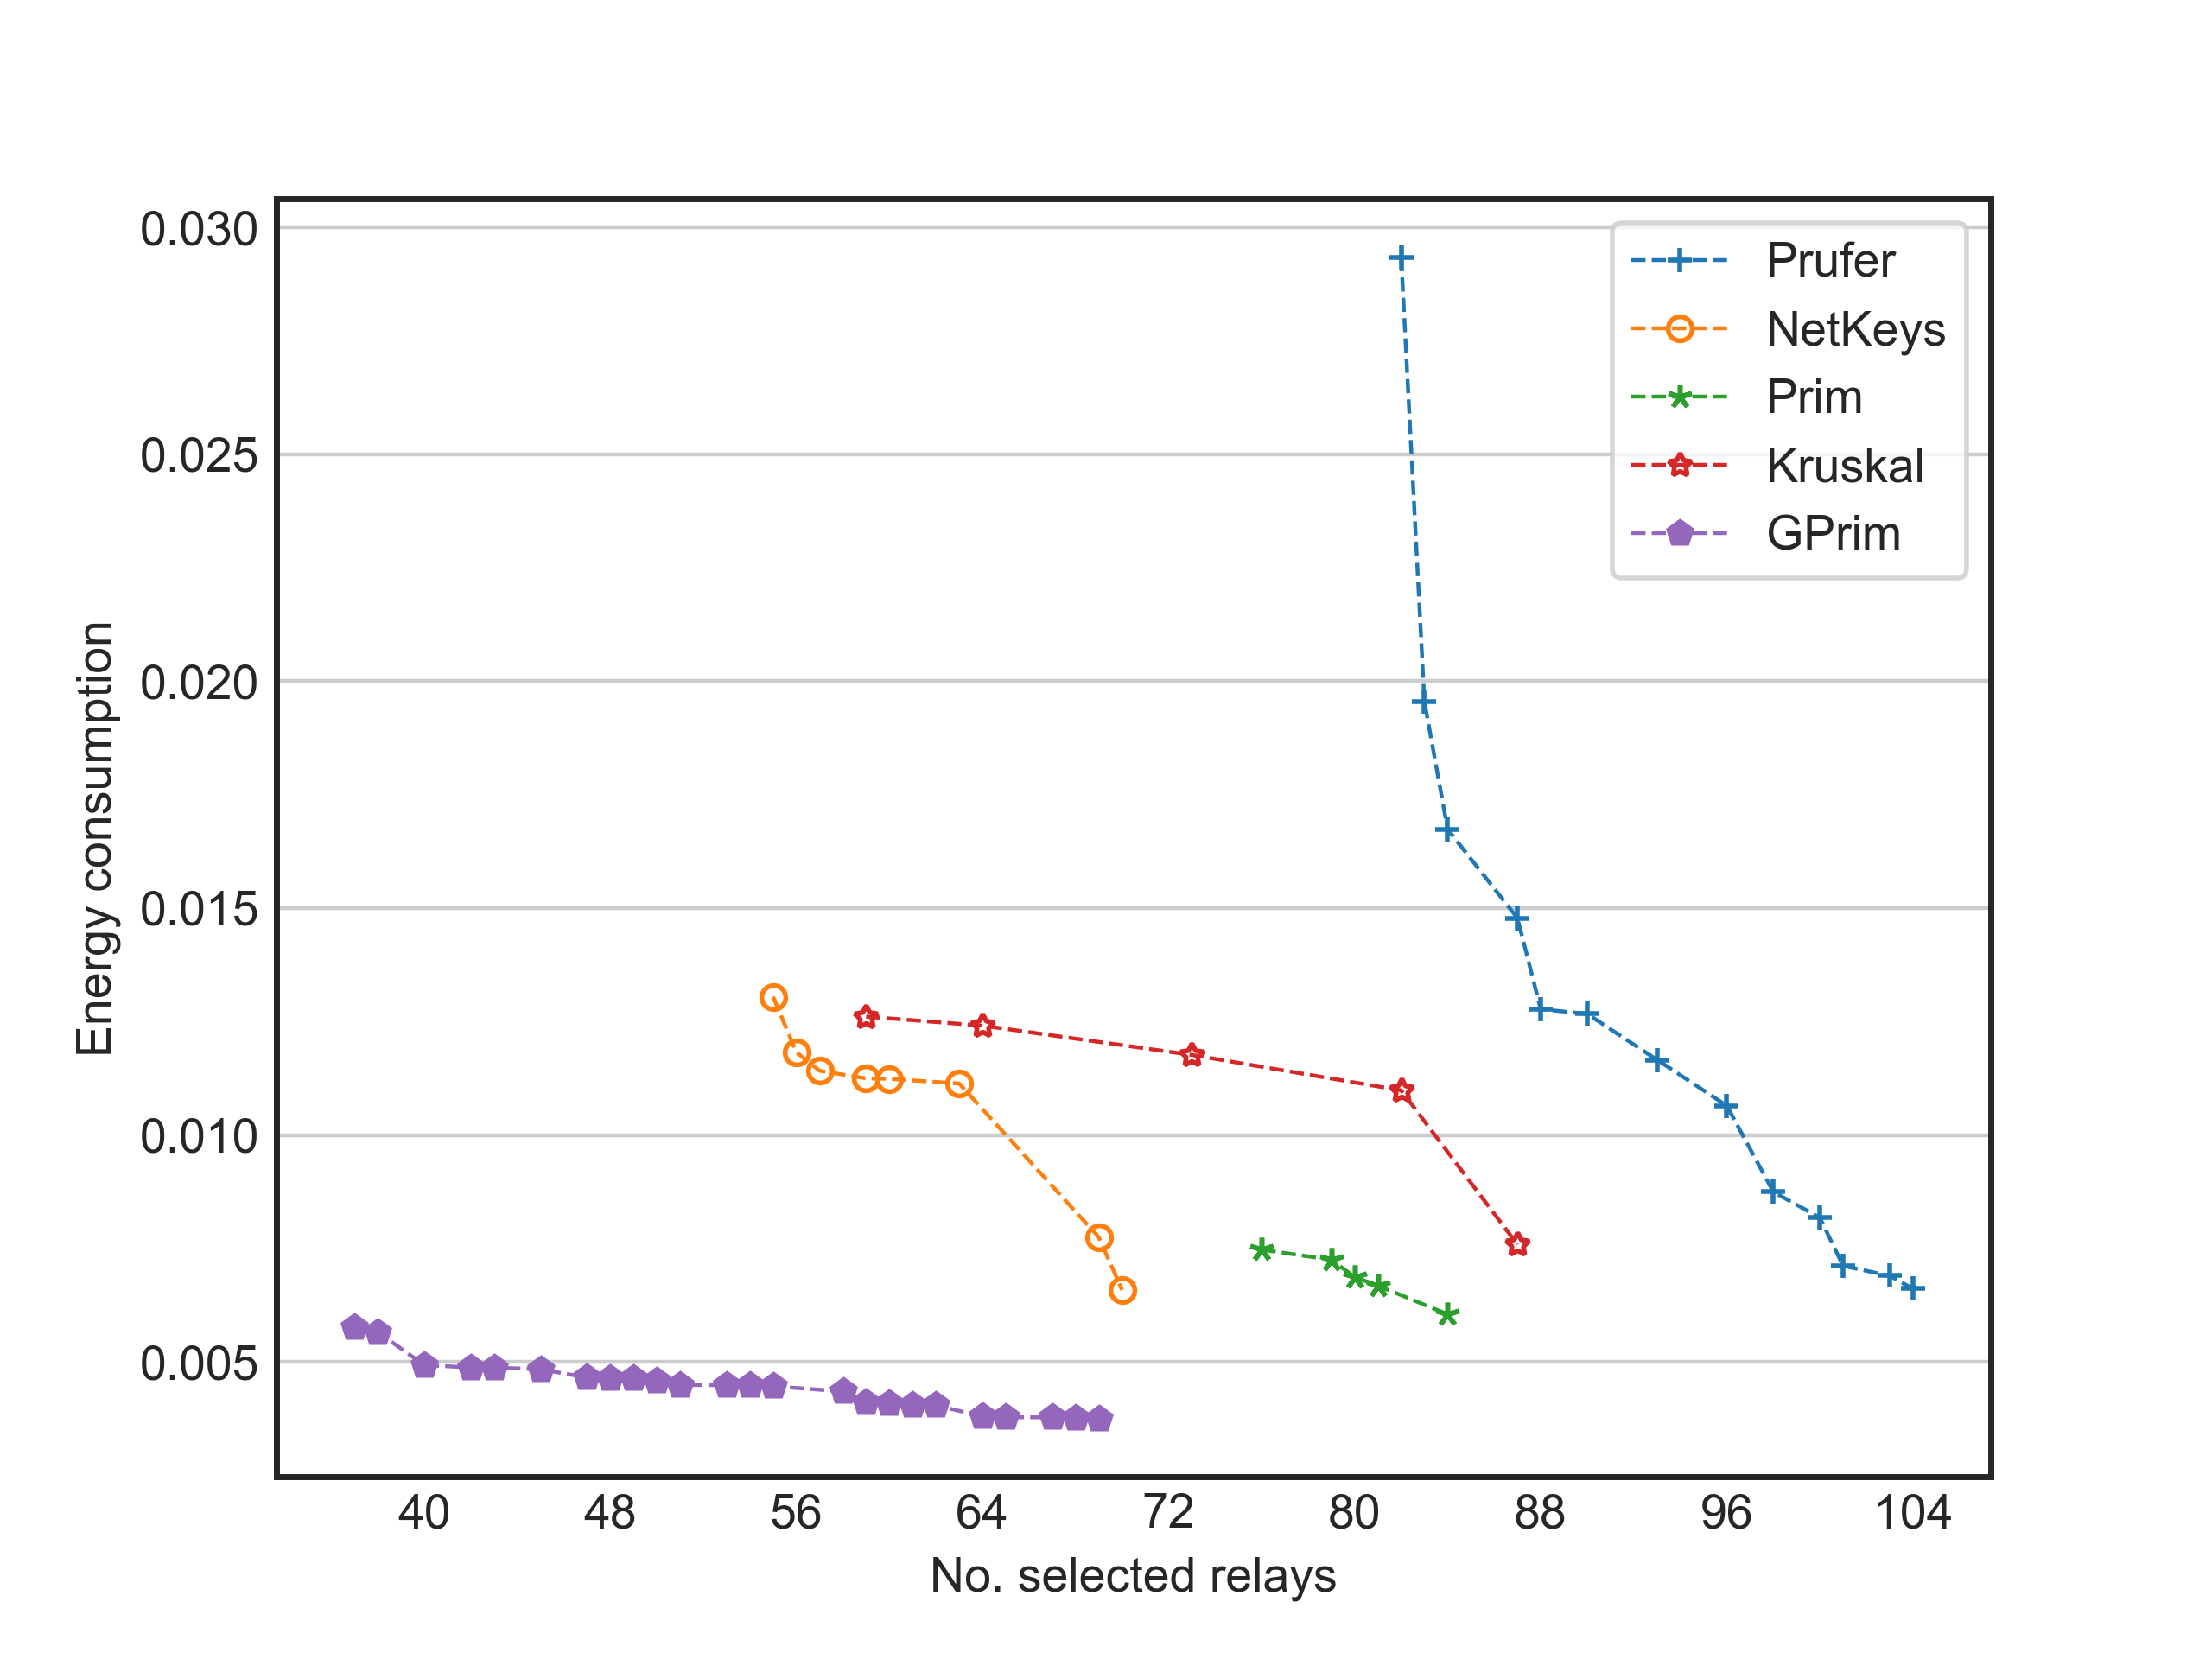 0.030
0.025
0.020
0.015
0.010
0.005
Energy consumption
40 48 56 64 72 80 88 96 104
No. selected relays
Prufer
NetKeys
Prim
Kruskal
GPrim